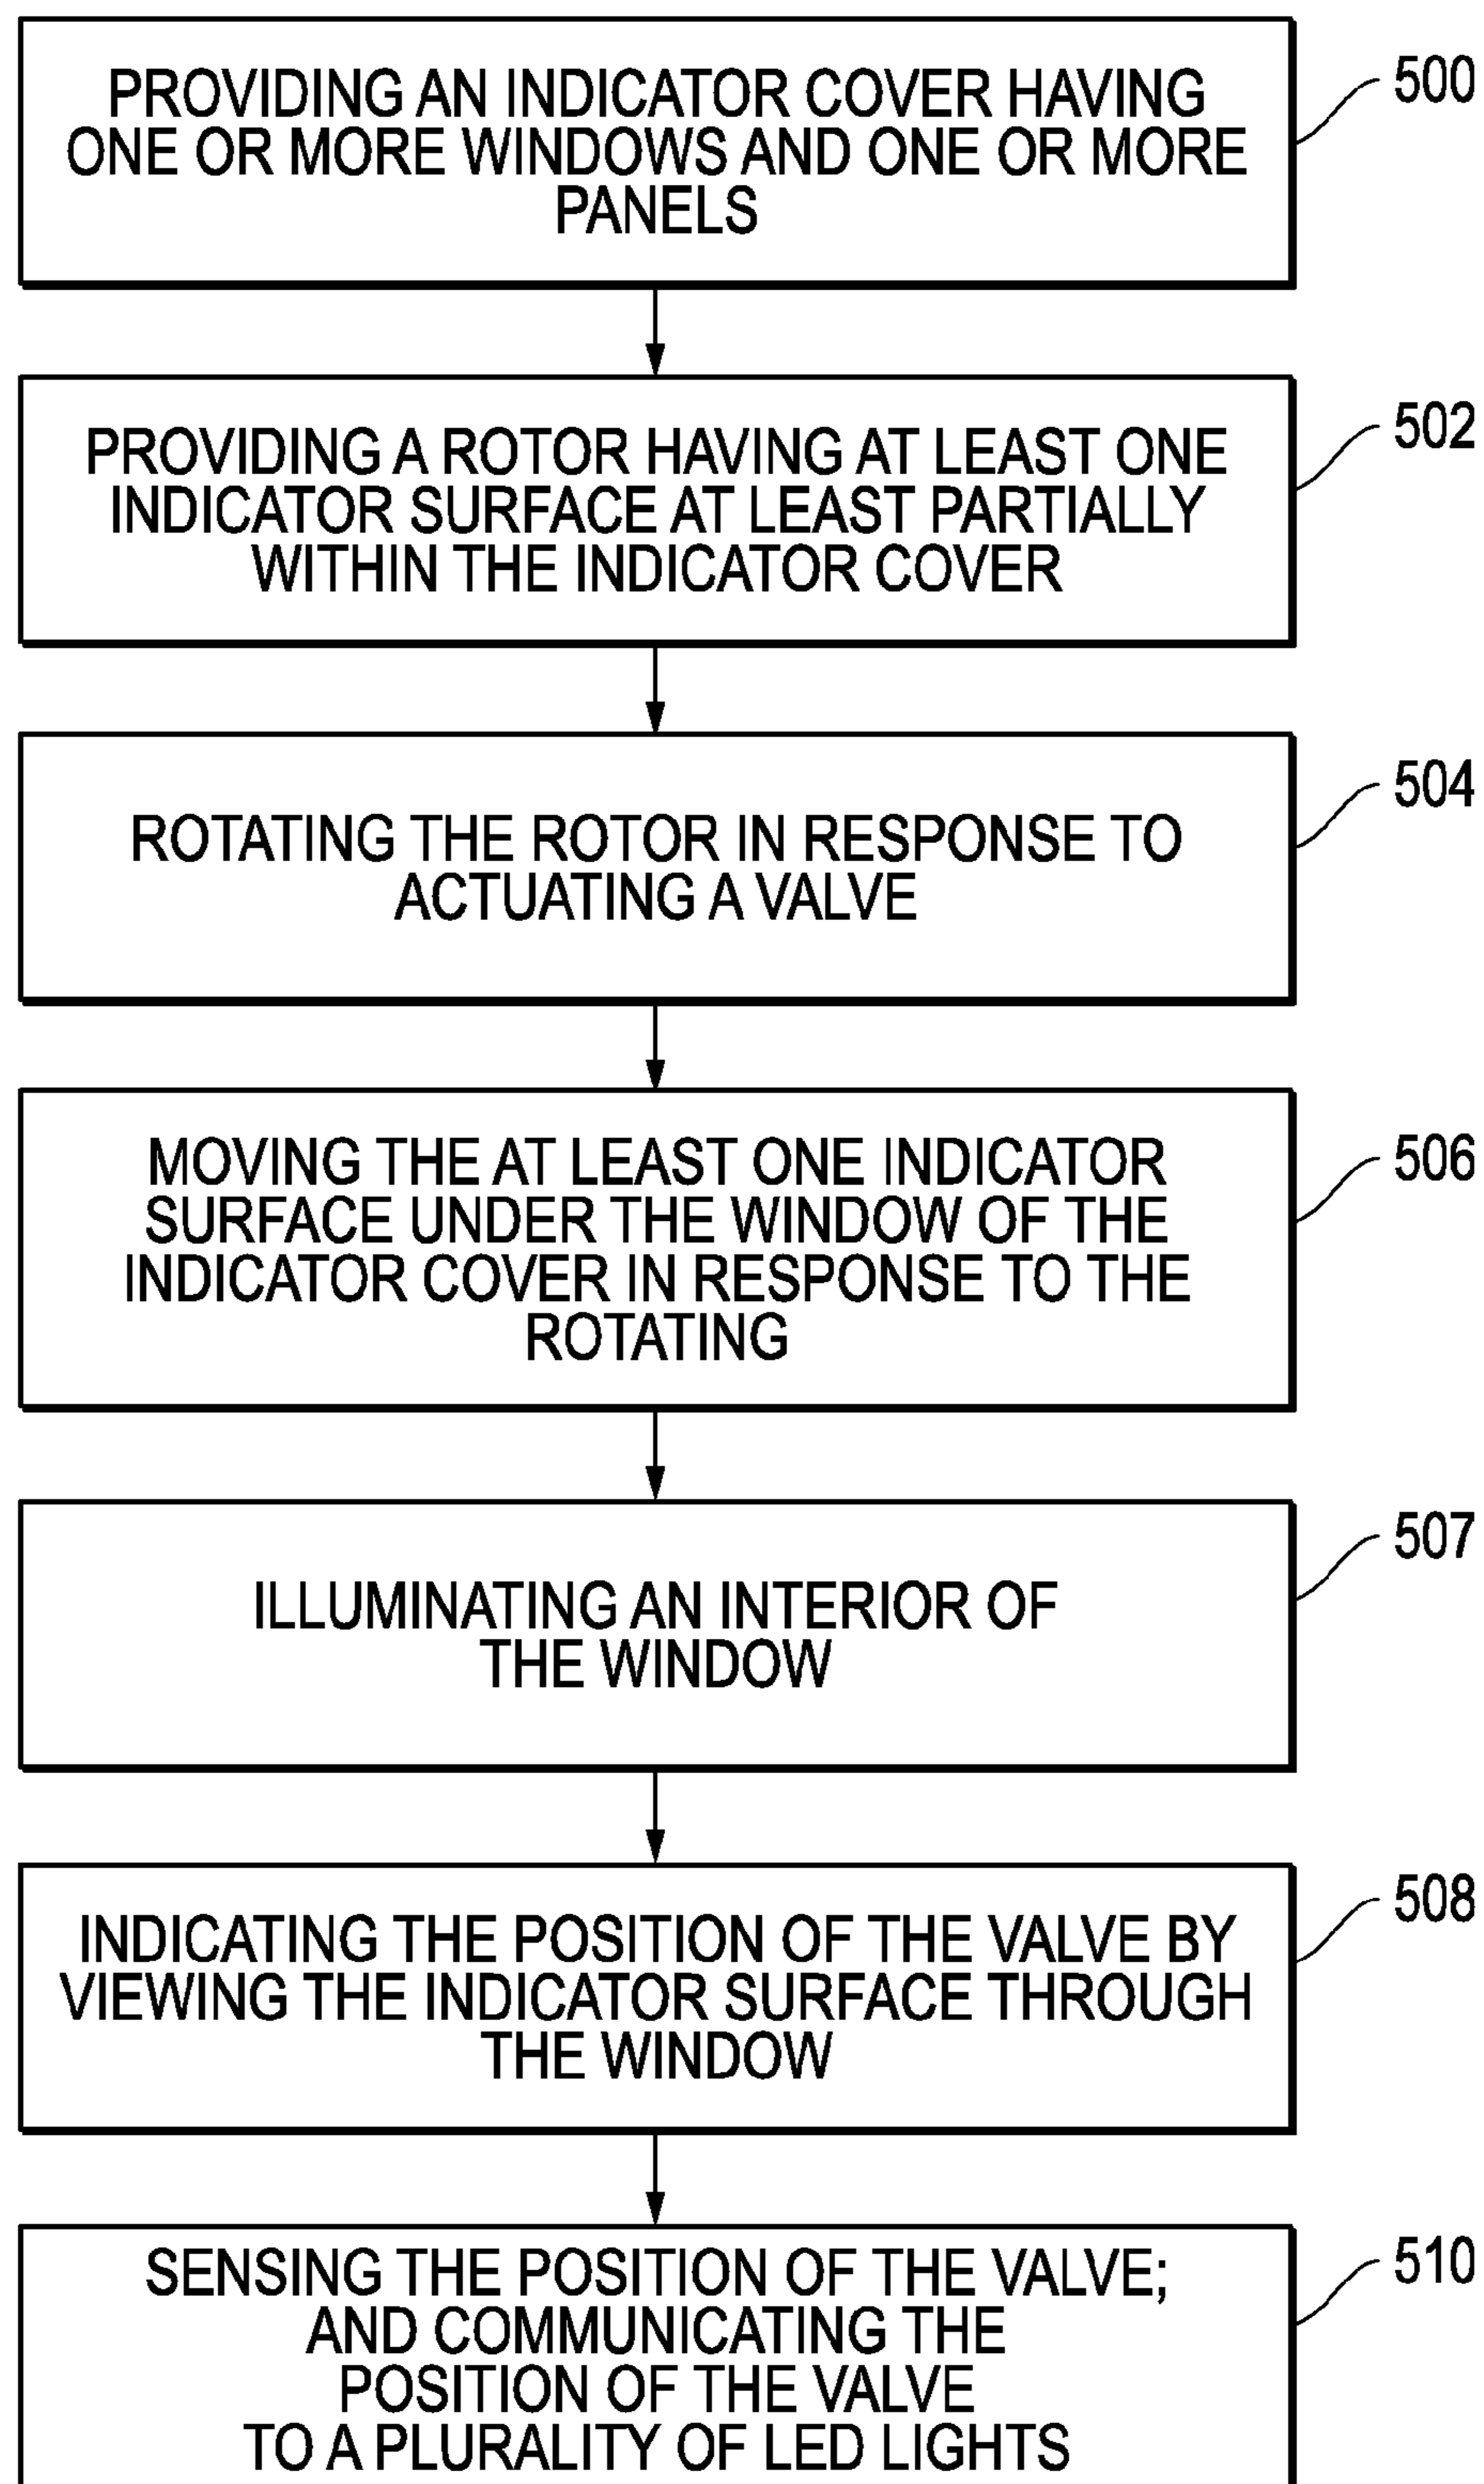 PROVIDING AN INDICATOR COVER HAVING
ONE OR MORE WINDOWS AND ONE OR MORE
PANELS
500
PROVIDING A ROTOR HAVING AT LEAST ONE
INDICATOR SURFACE AT LEAST PARTIALLY
WITHIN THE INDICATOR COVER
502
ROTATING THE ROTOR IN RESPONSE TO
ACTUATING A VALVE
504
MOVING THE AT LEAST ONE INDICATOR
SURFACE UNDER THE WINDOW OF THE
INDICATOR COVER IN RESPONSE TO THE
ROTATING
506
ILLUMINATING AN INTERIOR OF
THE WINDOW
507
INDICATING THE POSITION OF THE VALVE BY
VIEWING THE INDICATOR SURFACE THROUGH
THE WINDOW
508
SENSING THE POSITION OF THE VALVE;
AND COMMUNICATING THE
POSITION OF THE VALVE
TO A PLURALITY OF LED LIGHTS
510